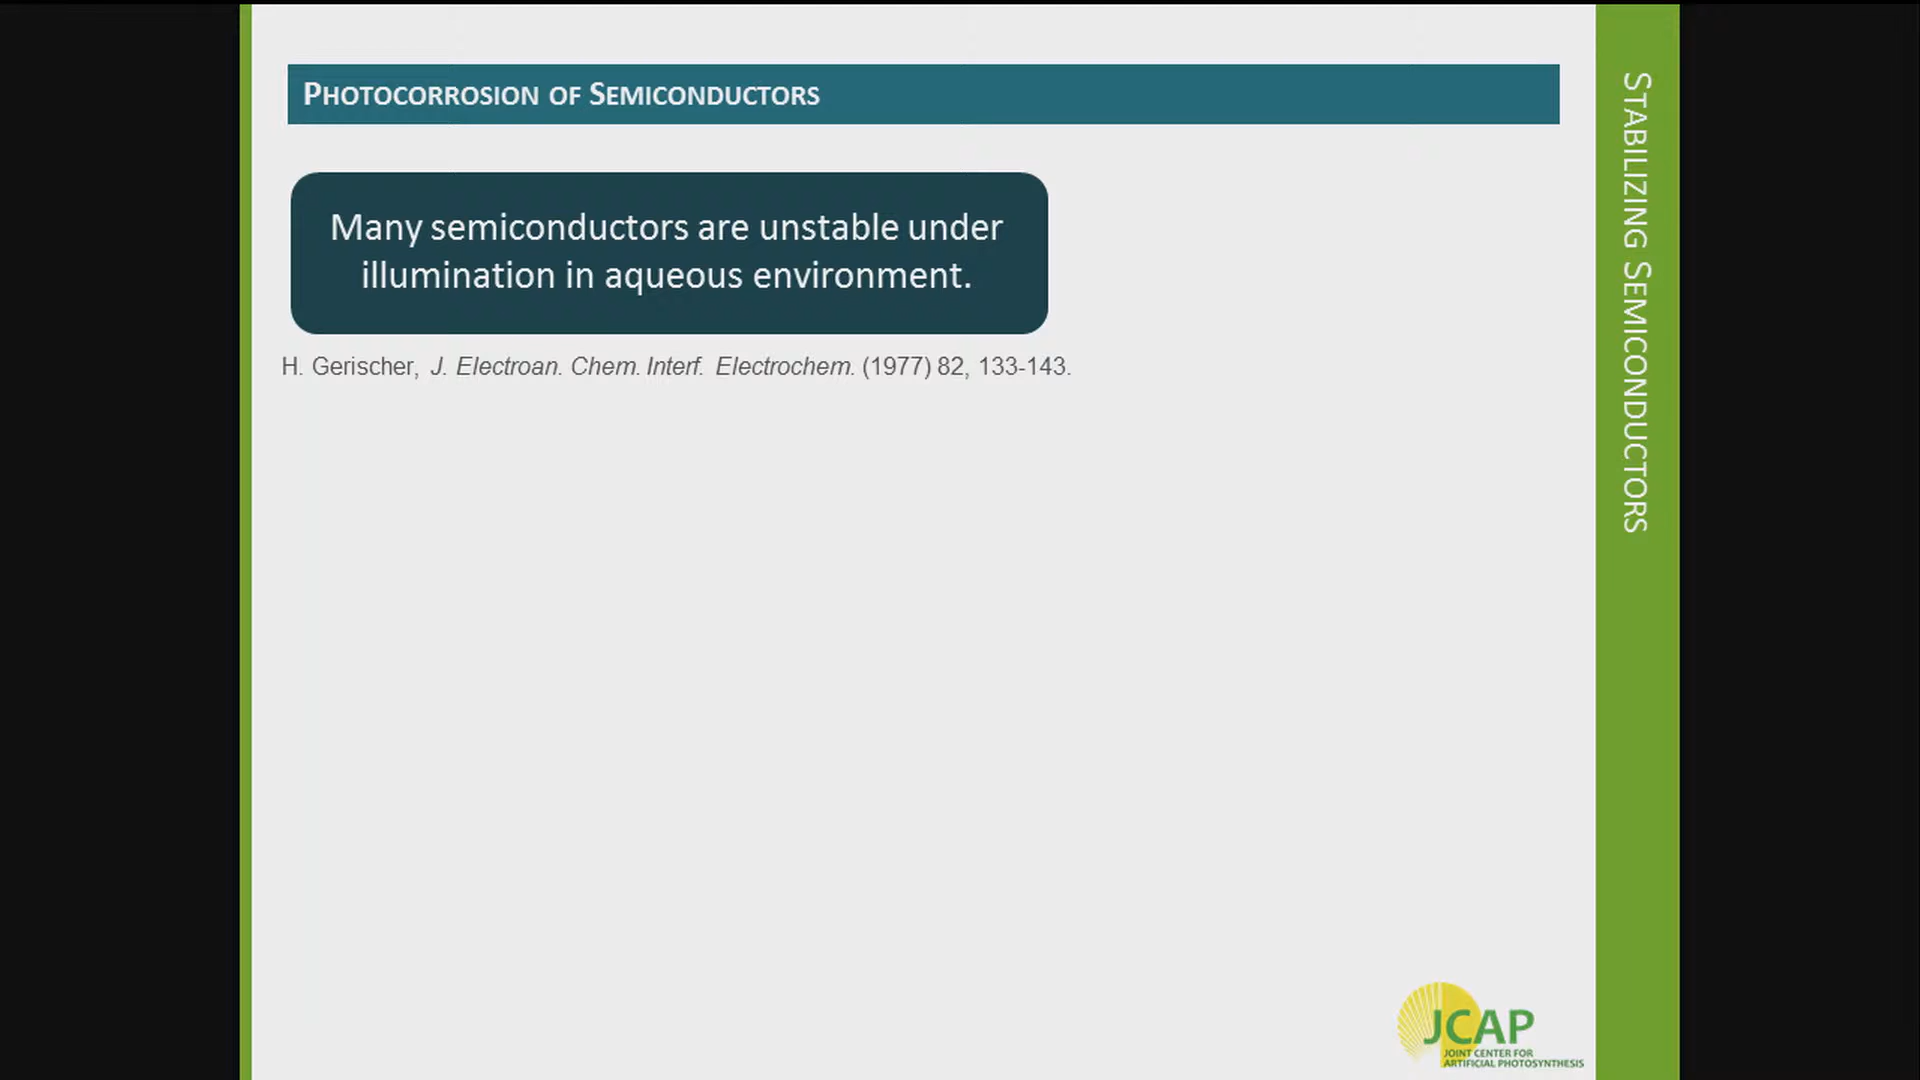 PHOTOCORROSION OF SEMICONDUCTORS
Many semiconductors are unstable under
illumination in aqueous environment.
H. Gerischer, J. Electroan. Chem. Interf. Electrochem. (1977) 82, 133-143.
STABILIZING SEMICONDUCTORS
JCAP
JOINT CENTER FOR
ARTIFICIAL PHOTOSYNTHESIS